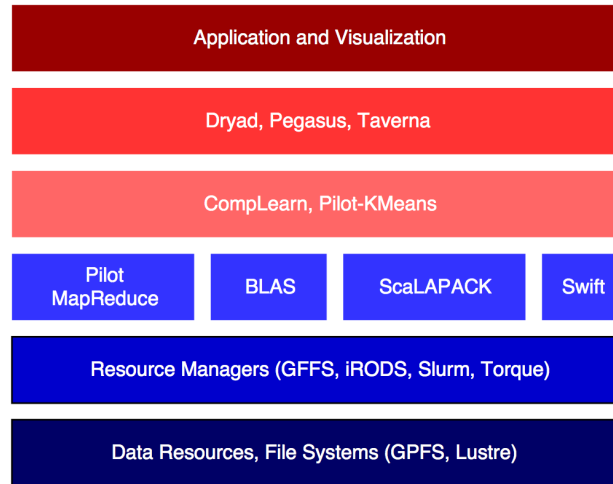 Application and Visualization
Dryad, Pegasus, Taverna
CompLearn, Pilot-KMeans
Pilot
MapReduce
BLAS
ScaLAPACK
Swift
Resource Managers (GFFS, iRODS, Slurm, Torque)
Data Resources, File Systems (GPFS, Lustre)